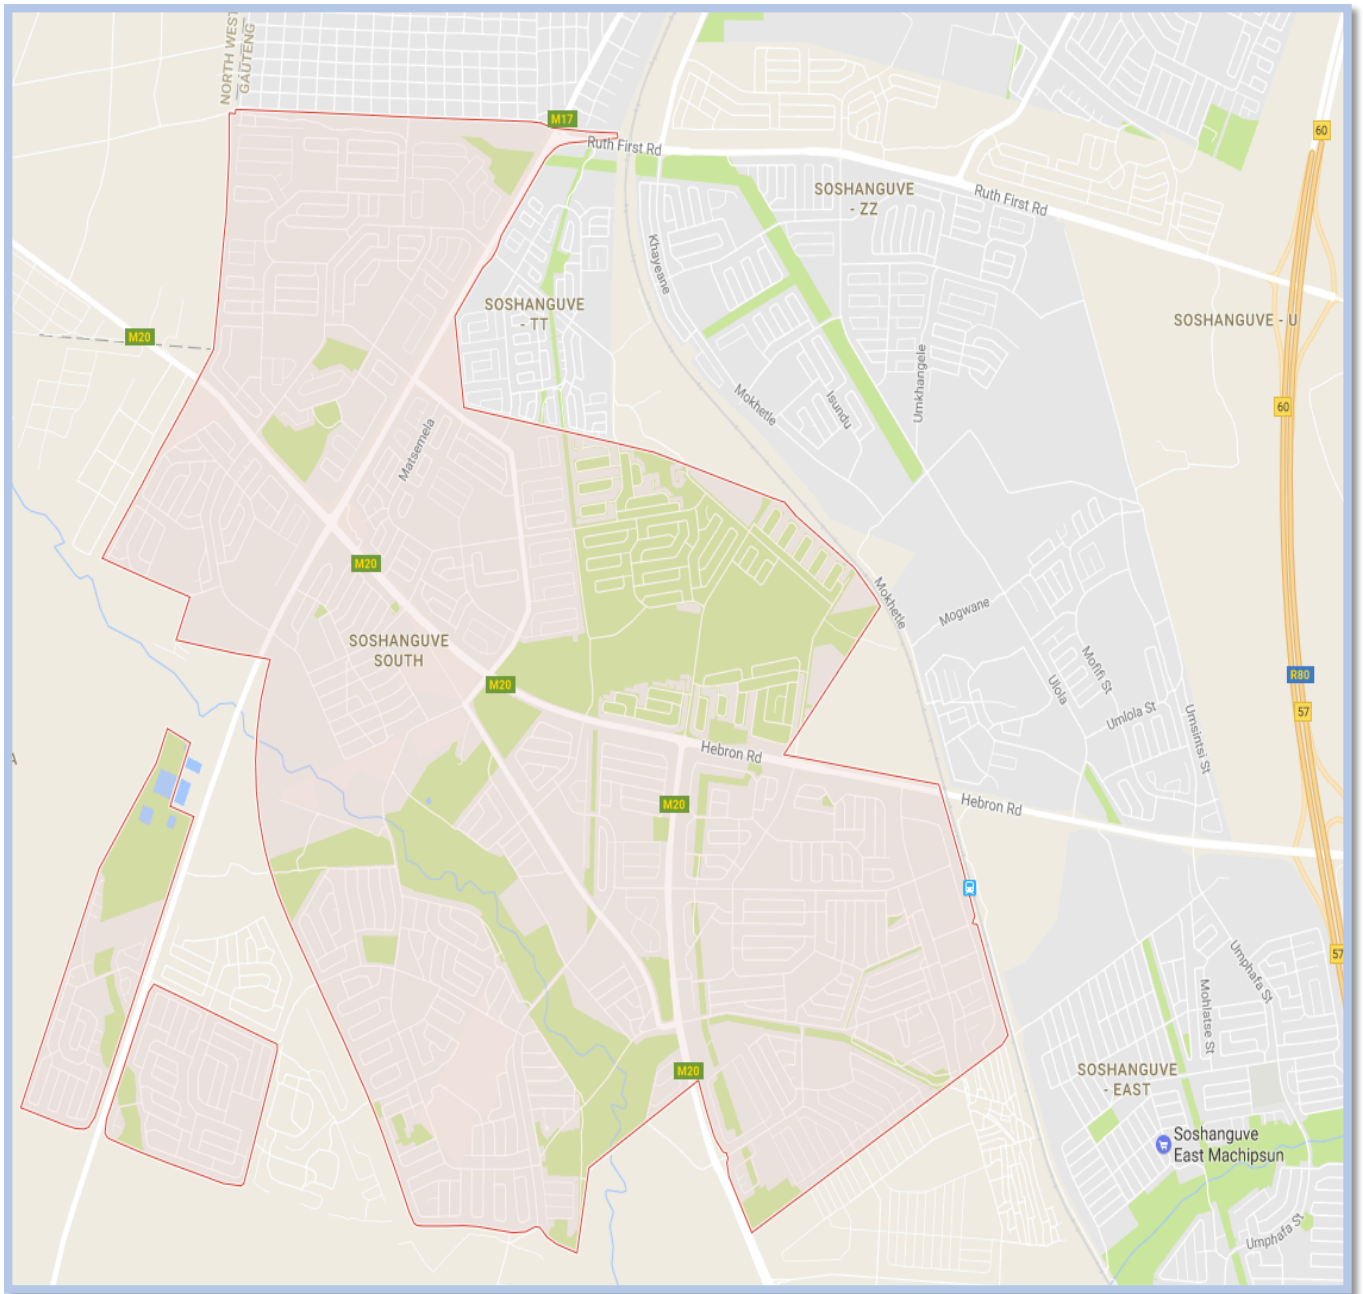 NORTH WEST
GAUTENG
M17
Ruth First Rd
60
SOSHANGUVE
- ZZ
Ruth First Rd
Khayeane
SOSHANGUVE
- TT
SOSHANGUVE - U
M20
Umkhangele
Isundu
Mokhetle
60
Matsemela
M20
Mokhetle
Mogwane
SOSHANGUVE
SOUTH
M20
Mofifi St
Ulola
Umlola St
Umsintsi St
R80
57
Hebron Rd
M20
Hebron Rd
A
57
Umphafa St
Mohlatse St
M20
SOSHANGUVE
- EAST
Soshanguve
East Machipsun
Umphafa St